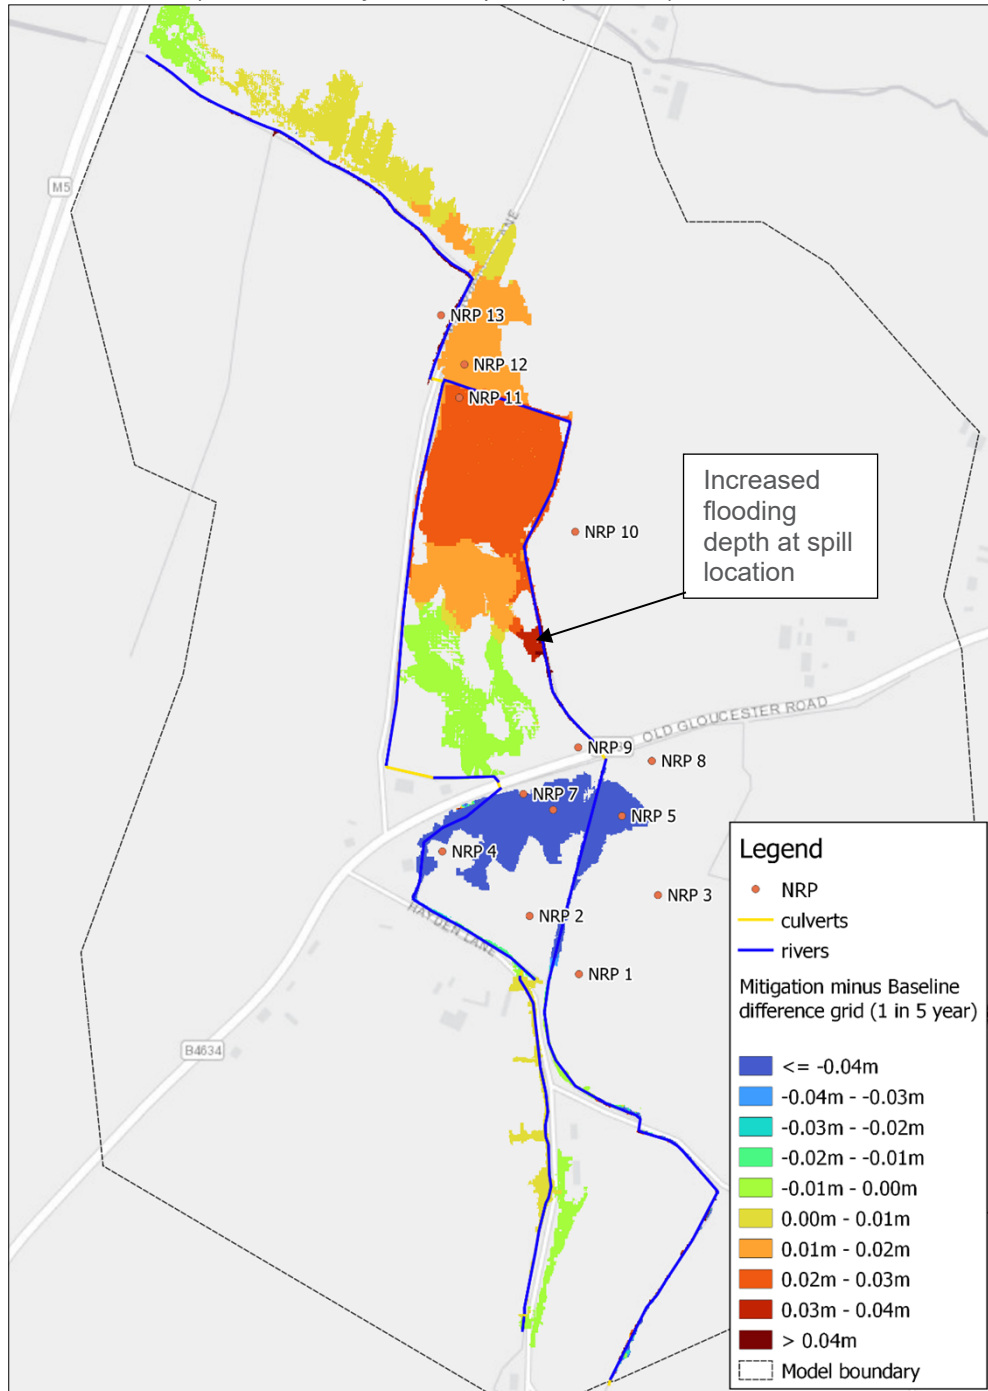 M5
LANE
NRP 13
NRP 12
NRP 11
Increased
flooding
depth at spill
location
NRP 10
OLD GLOUCESTER ROAD
NRP 9
NRP 8
NRP 7
NRP 5
NRP 4
NRP 3
NRP 2
HAYDEN LANE
NRP 1
B4634
Legend
NRP
culverts
rivers
Mitigation minus Baseline
difference grid (1 in 5 year)
<= -0.04m
-0.04m - -0.03m
-0.03m - -0.02m
-0.02m - -0.01m
-0.01m - 0.00m
0.00m - 0.01m
0.01m - 0.02m
0.02m - 0.03m
0.03m - 0.04m
> 0.04m
Model boundary